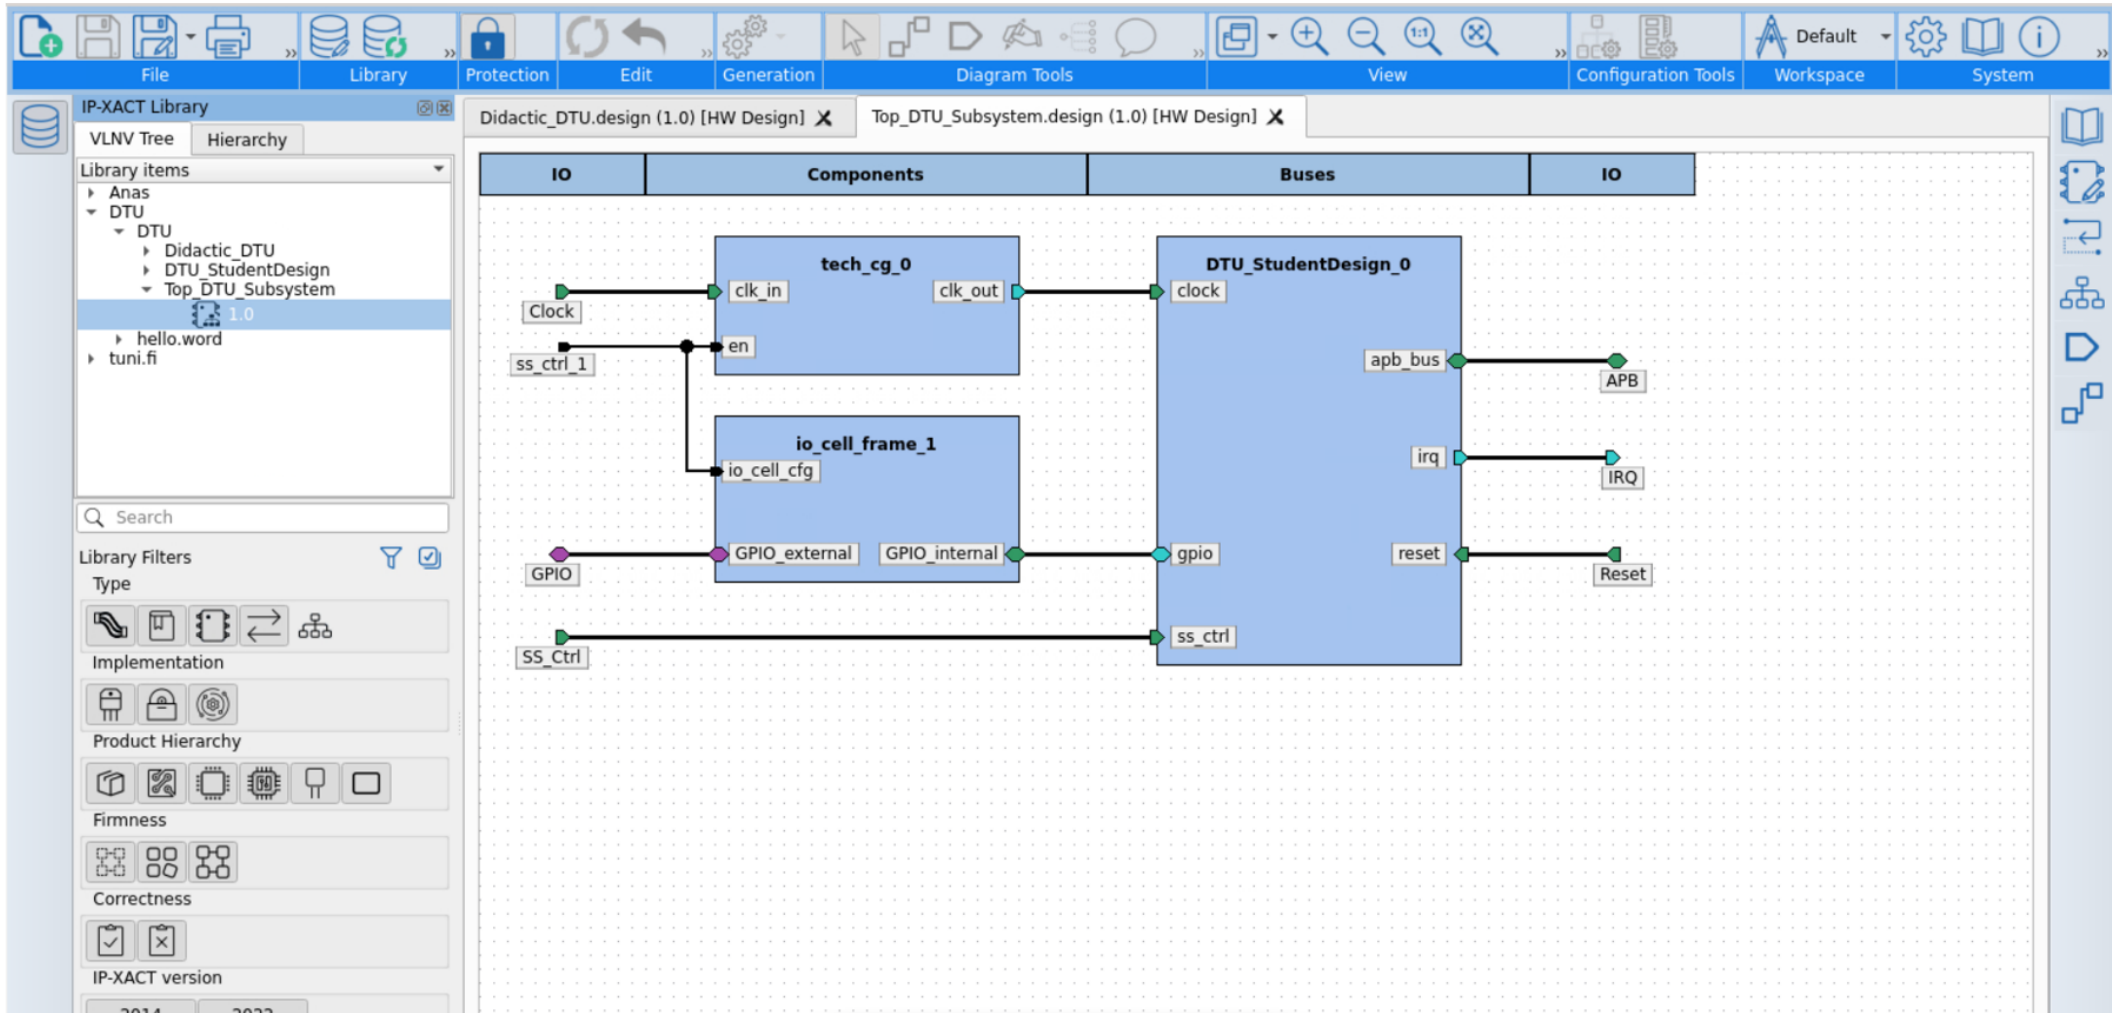 1:1
Default
File
Library
Protection
Edit
Generation
Diagram Tools
View
Configuration Tools
Workspace
System
IP-XACT Library
VLNV Tree
Hierarchy
Library items
Anas
DTU
DTU
Didactic_DTU
DTU_StudentDesign
Top_DTU_Subsystem
1.0
hello.word
tuni.fi
Search
Library Filters
Type
Implementation
Product Hierarchy
Firmness
Correctness
IP-XACT version
2014
2022
Didactic_DTU.design (1.0) [HW Design]
Top_DTU_Subsystem.design (1.0) [HW Design]
IO
Components
Buses
IO
tech_cg_0
clk_in
clk_out
en
Clock
ss_ctrl_1
io_cell_frame_1
io_cell_cfg
GPIO_external
GPIO_internal
GPIO
SS_Ctrl
DTU_StudentDesign_0
clock
apb_bus
irq
gpio
reset
ss_ctrl
APB
IRQ
Reset